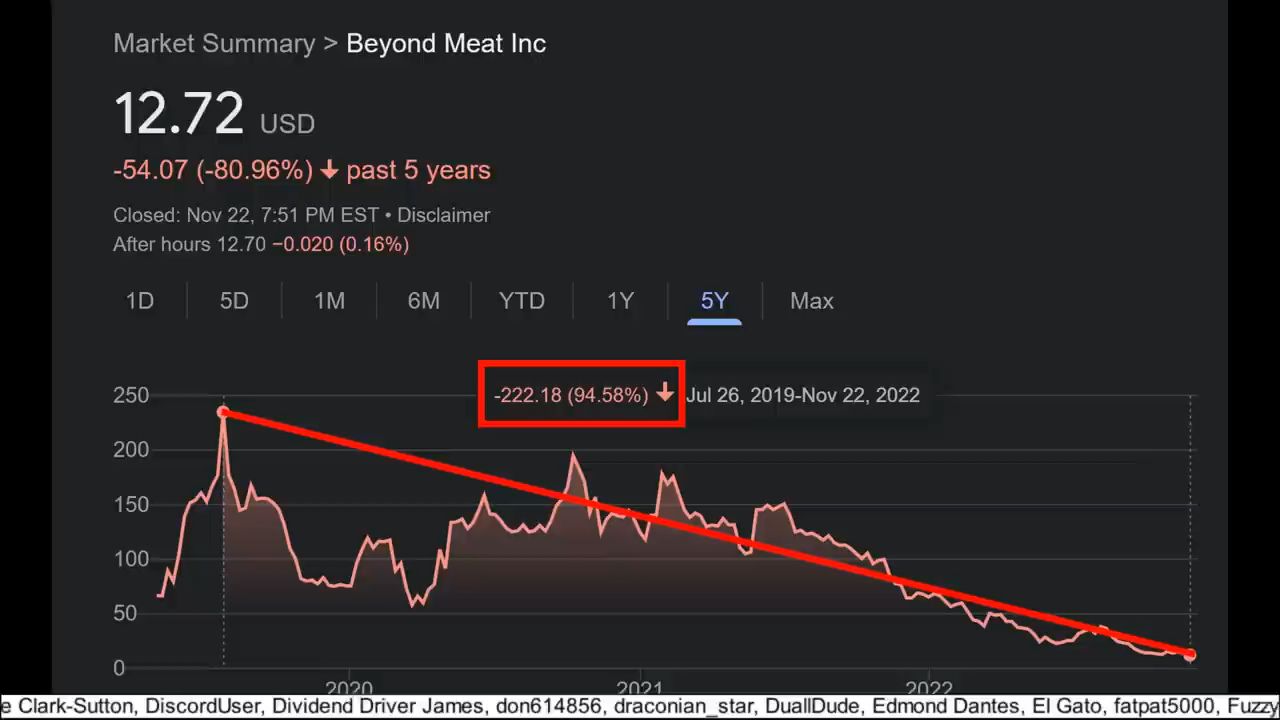 Market Summary > Beyond Meat Inc
12.72 USD
-54.07 (-80.96%) ↓ past 5 years
Closed: Nov 22, 7:51 PM EST • Disclaimer
After hours 12.70 −0.020 (0.16%)
1D 5D 1M 6M YTD 1Y 5Y Max
-222.18 (94.58%) ↓ Jul 26, 2019-Nov 22, 2022
250
200
150
100
50
0
2020 2021 2022
e Clark-Sutton, DiscordUser, Dividend Driver James, don614856, draconian_star, DuallDude, Edmond Dantes, El Gato, fatpat5000, Fuzzy